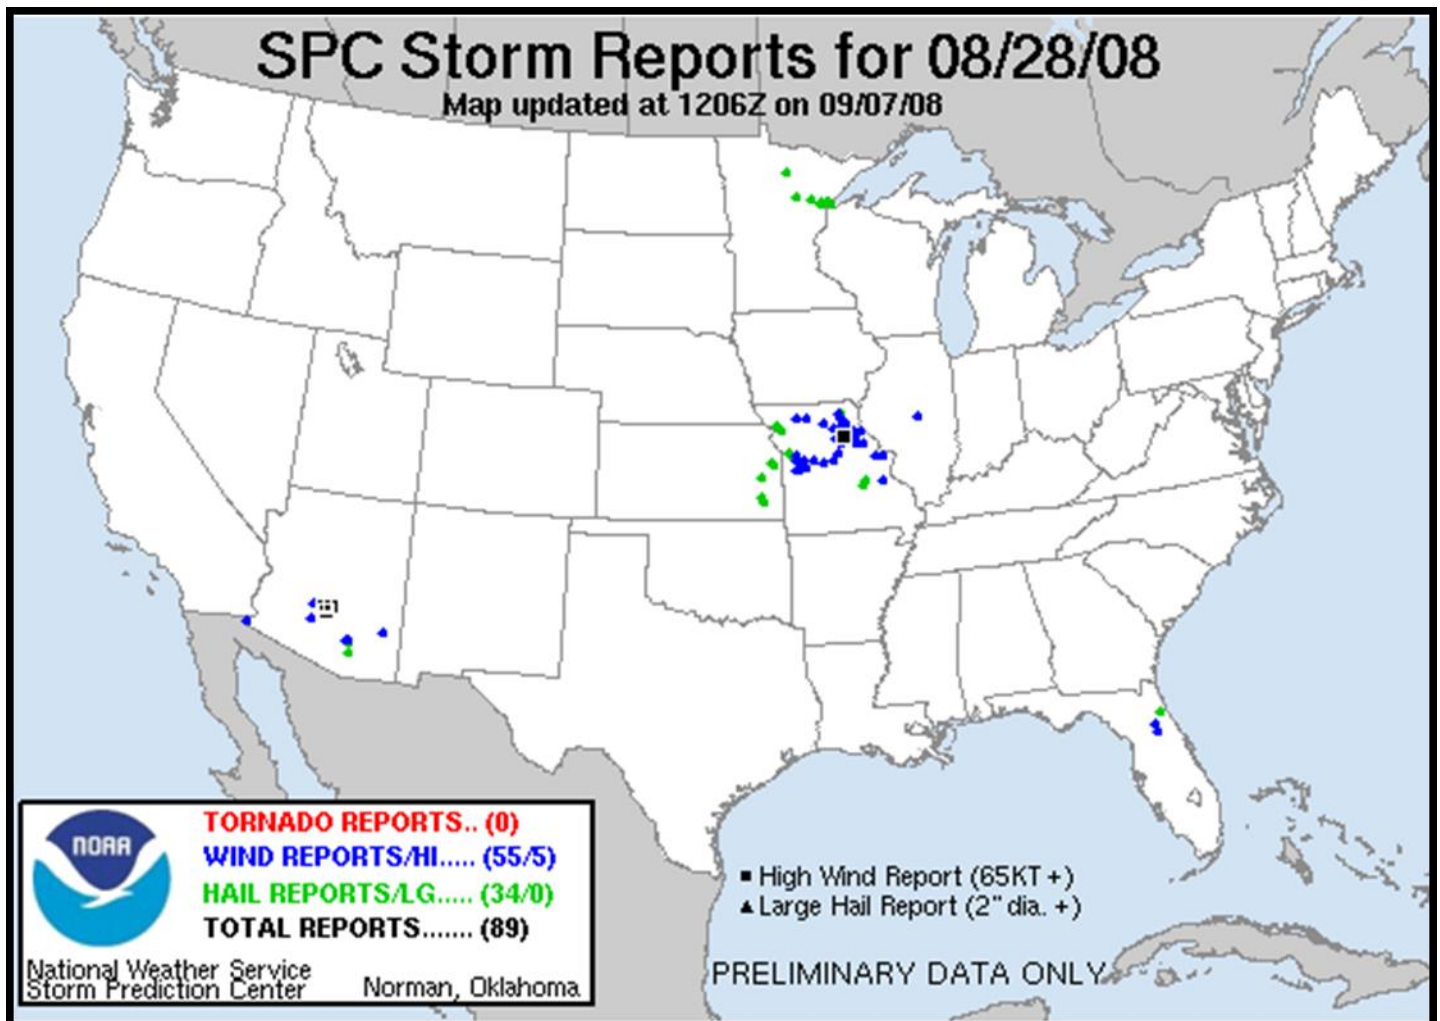 SPC Storm Reports for 08/28/08
Map updated at 1206Z on 09/07/08
NOAA
TORNADO REPORTS.. (0)
WIND REPORTS/HI..... (55/5)
HAIL REPORTS/LG..... (34/0)
TOTAL REPORTS....... (89)
National Weather Service
Storm Prediction Center
Norman, Oklahoma
High Wind Report (65KT +)
Large Hail Report (2" dia. +)
PRELIMINARY DATA ONLY